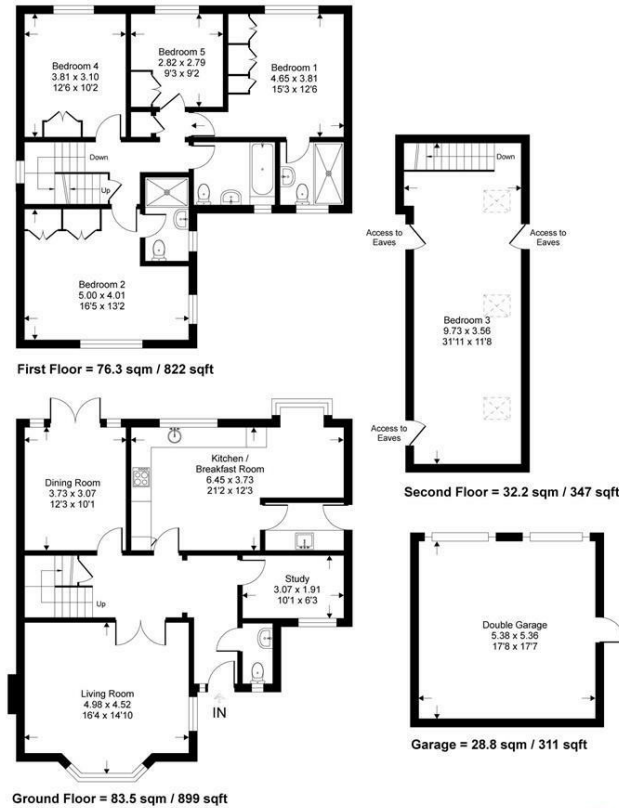 Bedroom 4
3.81 x 3.10
12'6 x 10'2
Bedroom 5
2.82 x 2.79
9'3 x 9'2
Bedroom 1
4.65 x 3.81
15'3 x 12'6
Down
Up
Bedroom 2
5.00 x 4.01
16'5 x 13'2
First Floor = 76.3 sqm / 822 sqft
Down
Access to
Eaves
Access to
Eaves
Bedroom 3
9.73 x 3.56
31'11 x 11'8
Access to
Eaves
Second Floor = 32.2 sqm / 347 sqft
Dining Room
3.73 x 3.07
12'3 x 10'1
Kitchen /
Breakfast Room
6.45 x 3.73
21'2 x 12'3
Study
3.07 x 1.91
10'1 x 6'3
Up
Living Room
4.98 x 4.52
16'4 x 14'10
IN
Ground Floor = 83.5 sqm / 899 sqft
Double Garage
5.38 x 5.36
17'8 x 17'7
Garage = 28.8 sqm / 311 sqft